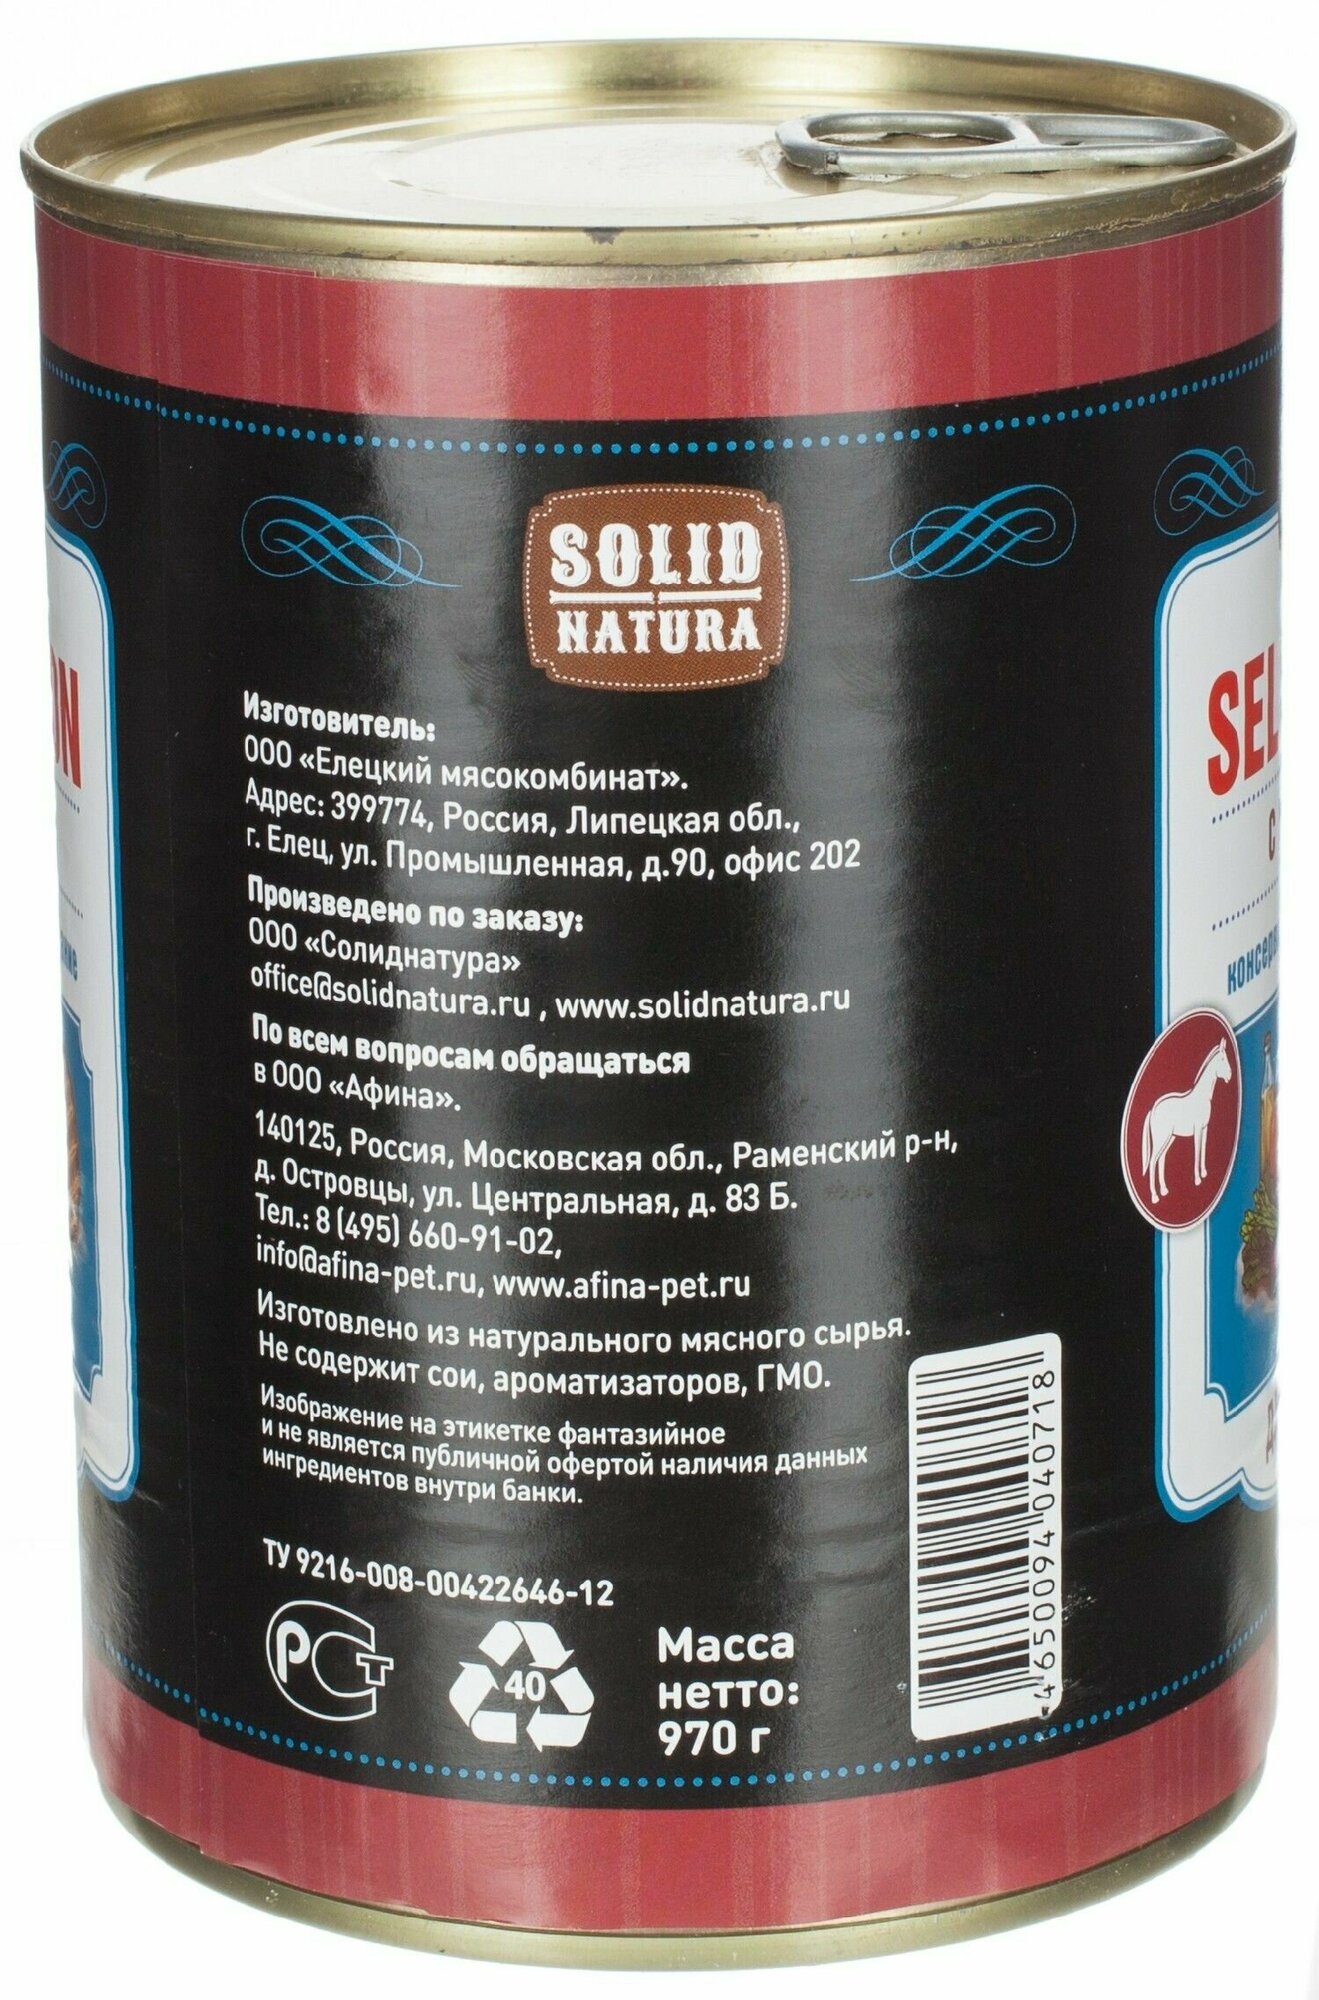 SOLID
NATURA
Изготовитель:
ООО «Елецкий мясокомбинат».
Адрес: 399774, Россия, Липецкая обл.,
г. Елец, ул. Промышленная, д.90, офис 202
Произведено по заказу:
ООО «Солиднатура»
office@solidnatura.ru , www.solidnatura.ru
По всем вопросам обращаться
в ООО «Афина».
140125, Россия, Московская обл., Раменский р-н,
д. Островцы, ул. Центральная, д. 83 Б.
Тел.: 8 (495) 660-91-02,
info@afina-pet.ru, www.afina-pet.ru
Изготовлено из натурального мясного сырья.
Не содержит сои, ароматизаторов, ГМО.
Изображение на этикетке фантазийное
и не является публичной офертой наличия данных
ингредиентов внутри банки.
ТУ 9216-008-00422646-12
РСТ
40
Масса
нетто:
970 г
4650094040718
SEL
с